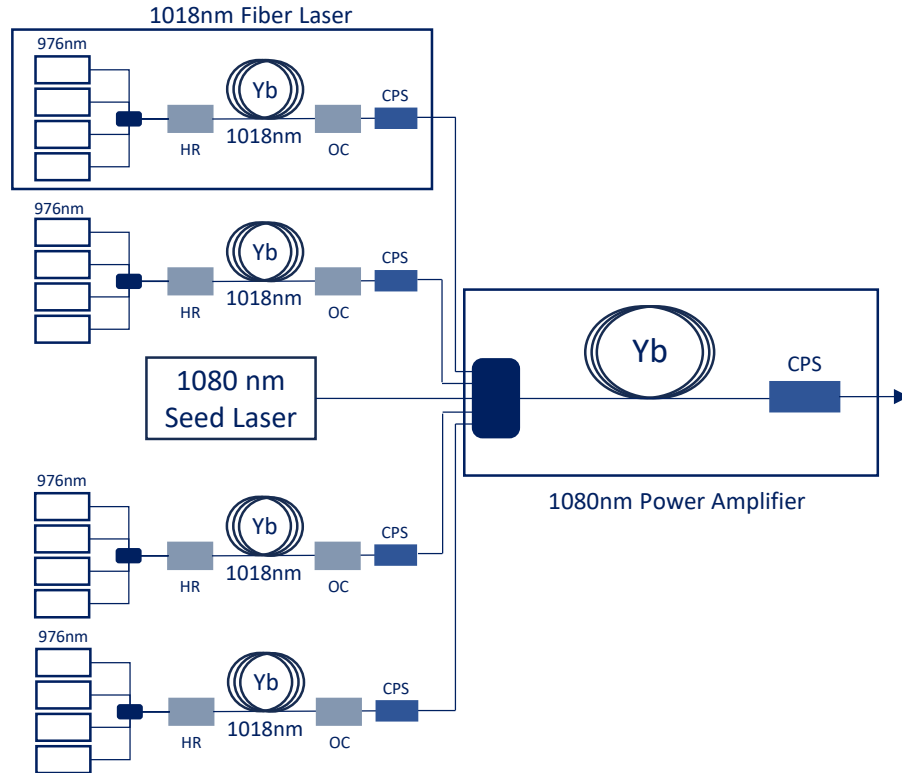 1018nm Fiber Laser
976nm
Yb
CPS
1018nm
HR
OC
976nm
Yb
CPS
1018nm
HR
OC
1080 nm
Seed Laser
Yb
CPS
1080nm Power Amplifier
976nm
Yb
CPS
1018nm
HR
OC
976nm
Yb
CPS
1018nm
HR
OC